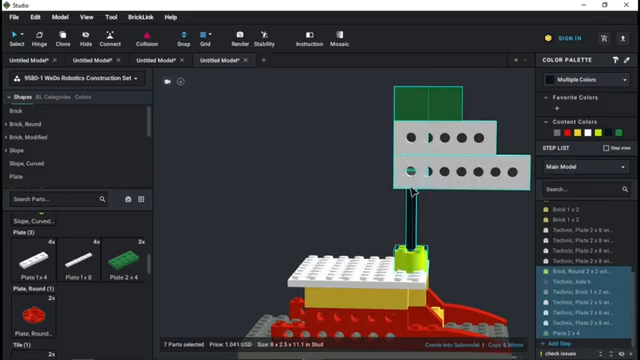 Studio
File Edit Model View Tool BrickLink Help
Select Hinge Clone Hide Connect Collision Snap Grid Render Stability Instruction Mosaic SIGN IN
Untitled Model* Untitled Model* Untitled Model* Untitled Model*
9580-1 WeDo Robotics Construction Set
Shapes BL Categories Colors
Brick
Brick, Round
Brick, Modified
Slope
Slope, Curved
Plate
Search Parts...
Slope, Curved...
Plate (3)
4x 4x 3x
Plate 1x4 Plate 1x8 Plate 2x4
Plate, Round (1)
2x
Plate, Round...
Tile (1)
2x
COLOR PALETTE
Multiple Colors
Favorite Colors
Content Colors
STEP LIST Step view
Main Model
Search...
Brick 1 x 2
Brick 1 x 2
Technic, Plate 2 x 8 wi...
Technic, Plate 2 x 8 wi...
Technic, Plate 2 x 8 wi...
Technic, Plate 2 x 8 wi...
Brick, Round 2 x 2 wit...
Technic, Axle 6
Technic, Brick 1 x 2 wi...
Technic, Plate 2 x 6 wi...
Technic, Plate 2 x 6 wi...
Technic, Plate 2 x 8 wi...
Plate 2 x 4
Add Step
check issues
7 Parts selected Price: 1.041 USD Size: 8 x 2.5 x 11.1 in Stud Create into Submodel Copy & Mirror